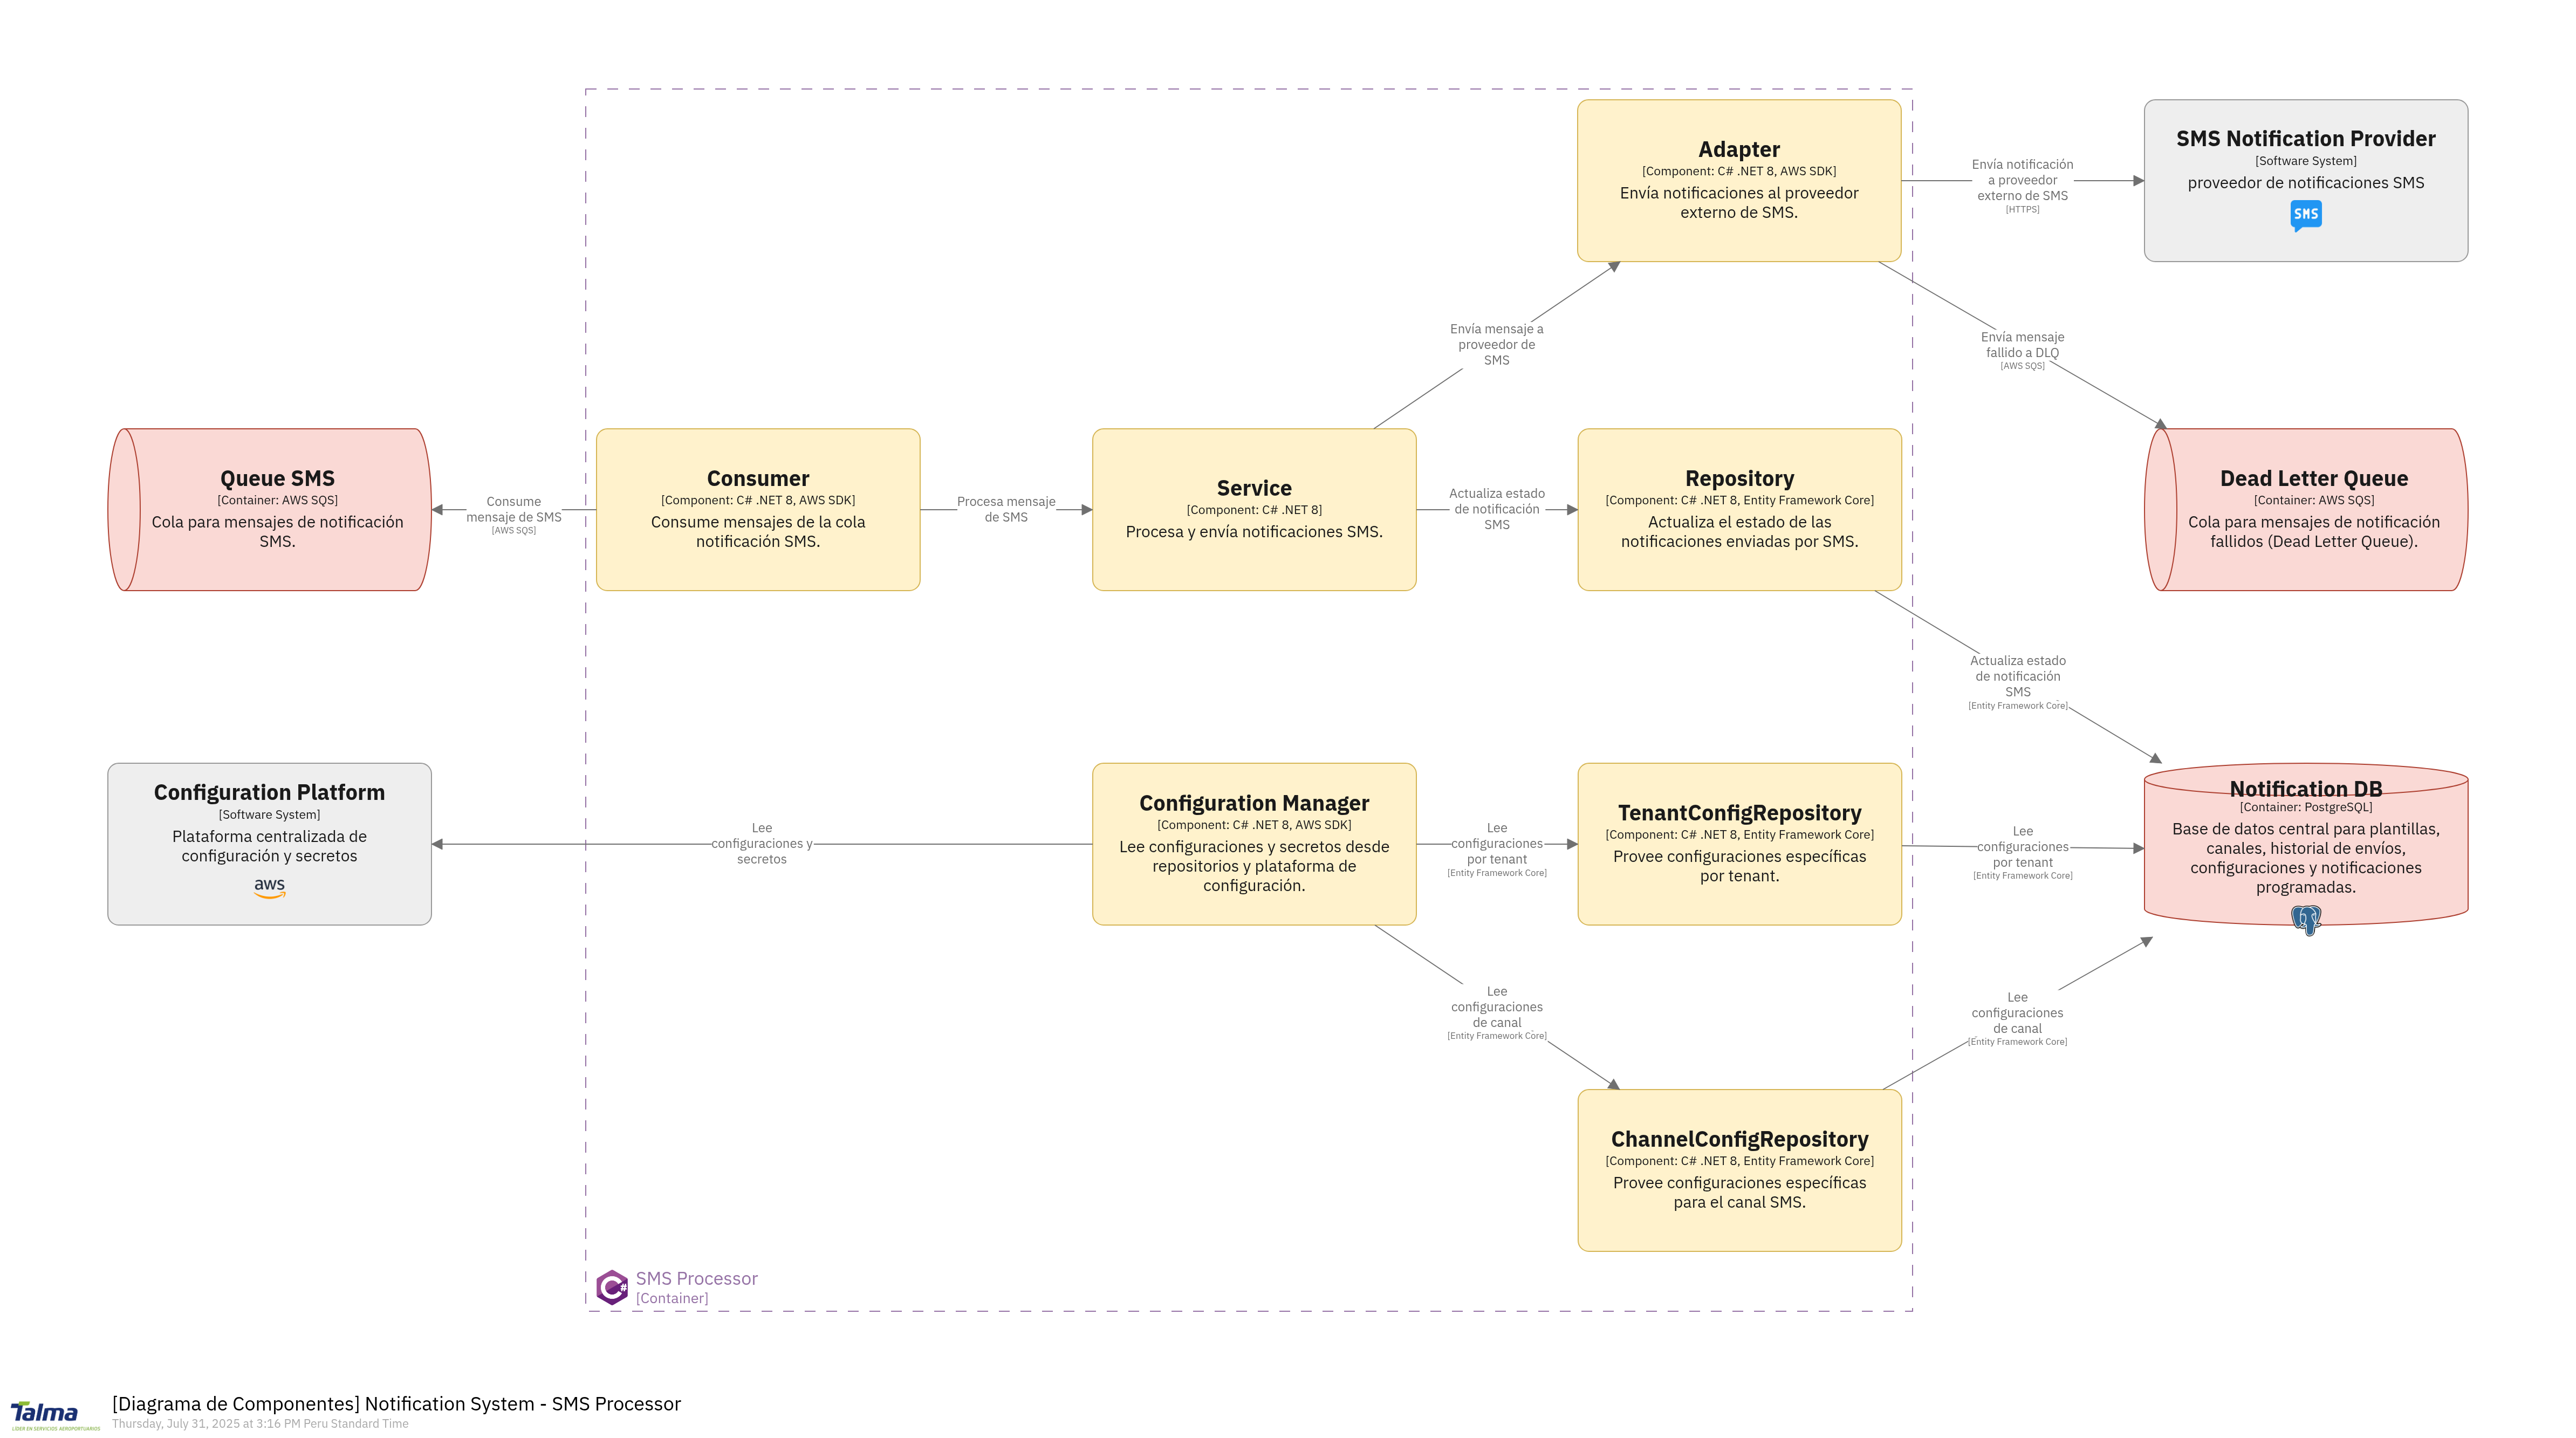 Adapter
[Component: C# .NET 8, AWS SDK]
Envía notificaciones al proveedor
externo de SMS.
Envía notificación
a proveedor
externo de SMS
[HTTPS]
SMS Notification Provider
[Software System]
proveedor de notificaciones SMS
SMS
Envía mensaje a
proveedor de
SMS
Envía mensaje
fallido a DLQ
[AWS SQS]
Queue SMS
[Container: AWS SQS]
Cola para mensajes de notificación
SMS.
Consume
mensaje de SMS
[AWS SQS]
Consumer
[Component: C# .NET 8, AWS SDK]
Consume mensajes de la cola
notificación SMS.
Procesa mensaje
de SMS
Service
[Component: C# .NET 8]
Procesa y envía notificaciones SMS.
Actualiza estado
de notificación
SMS
Repository
[Component: C# .NET 8, Entity Framework Core]
Actualiza el estado de las
notificaciones enviadas por SMS.
Dead Letter Queue
[Container: AWS SQS]
Cola para mensajes de notificación
fallidos (Dead Letter Queue).
Actualiza estado
de notificación
SMS
[Entity Framework Core]
Configuration Platform
[Software System]
Plataforma centralizada de
configuración y secretos
aws
Lee
configuraciones y
secretos
Configuration Manager
[Component: C# .NET 8, AWS SDK]
Lee configuraciones y secretos desde
repositorios y plataforma de
configuración.
Lee
configuraciones
por tenant
[Entity Framework Core]
TenantConfigRepository
[Component: C# .NET 8, Entity Framework Core]
Provee configuraciones específicas
por tenant.
Lee
configuraciones
por tenant
[Entity Framework Core]
Notification DB
[Container: PostgreSQL]
Base de datos central para plantillas,
canales, historial de envíos,
configuraciones y notificaciones
programadas.
Lee
configuraciones
de canal
[Entity Framework Core]
Lee
configuraciones
de canal
[Entity Framework Core]
ChannelConfigRepository
[Component: C# .NET 8, Entity Framework Core]
Provee configuraciones específicas
para el canal SMS.
C#
SMS Processor
[Container]
Talma
LÍDER EN SERVICIOS AEROPORTUARIOS
[Diagrama de Componentes] Notification System - SMS Processor
Thursday, July 31, 2025 at 3:16 PM Peru Standard Time